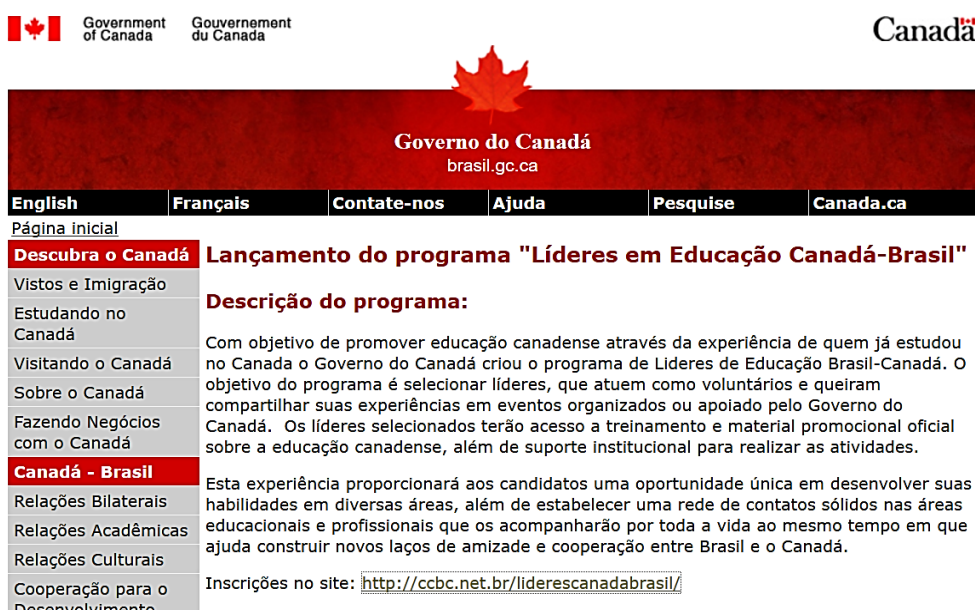 Government of Canada
Gouvernement du Canada
Canada
Governo do Canadá
brasil.gc.ca
English Français Contate-nos Ajuda Pesquise Canada.ca
Página inicial
Descubra o Canadá
Vistos e Imigração
Estudando no
Canadá
Visitando o Canadá
Sobre o Canadá
Fazendo Negócios
com o Canadá
Canadá - Brasil
Relações Bilaterais
Relações Acadêmicas
Relações Culturais
Cooperação para o
Desenvolvimento
Lançamento do programa "Líderes em Educação Canadá-Brasil"
Descrição do programa:
Com objetivo de promover educação canadense através da experiência de quem já estudou
no Canada o Governo do Canadá criou o programa de Lideres de Educação Brasil-Canadá. O
objetivo do programa é selecionar líderes, que atuem como voluntários e queiram
compartilhar suas experiências em eventos organizados ou apoiado pelo Governo do
Canadá.  Os líderes selecionados terão acesso a treinamento e material promocional oficial
sobre a educação canadense, além de suporte institucional para realizar as atividades.
Esta experiência proporcionará aos candidatos uma oportunidade única em desenvolver suas
habilidades em diversas áreas, além de estabelecer uma rede de contatos sólidos nas áreas
educacionais e profissionais que os acompanharão por toda a vida ao mesmo tempo em que
ajuda construir novos laços de amizade e cooperação entre Brasil e o Canadá.
Inscrições no site: http://ccbc.net.br/liderescanadabrasil/